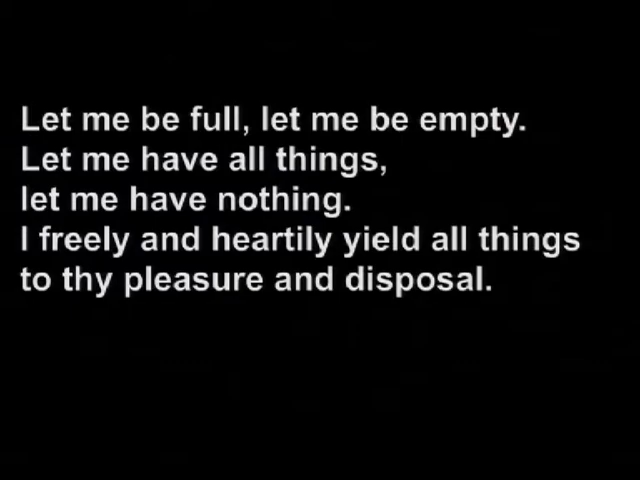 Let me be full, let me be empty.
Let me have all things,
let me have nothing.
I freely and heartily yield all things
to thy pleasure and disposal.